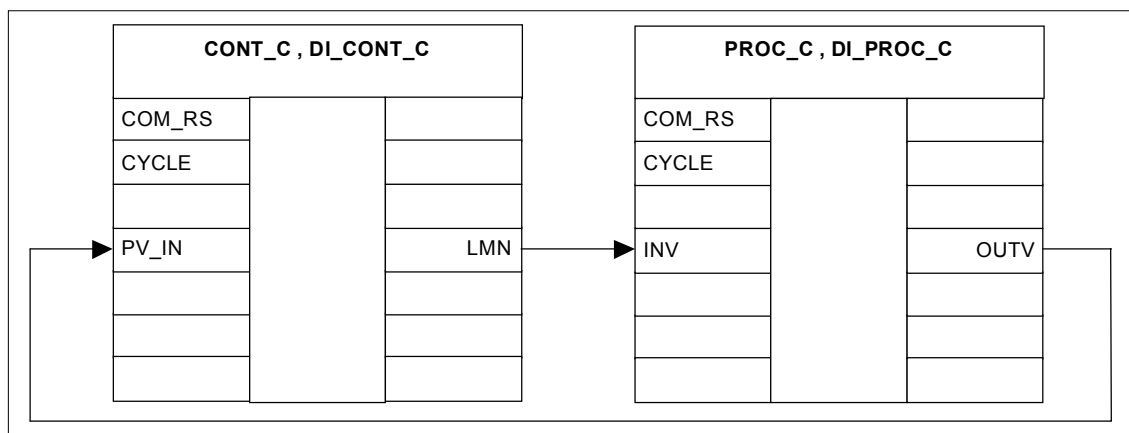 CONT_C , DI_CONT_C
COM_RS
CYCLE
PV_IN
LMN
PROC_C , DI_PROC_C
COM_RS
CYCLE
INV
OUTV